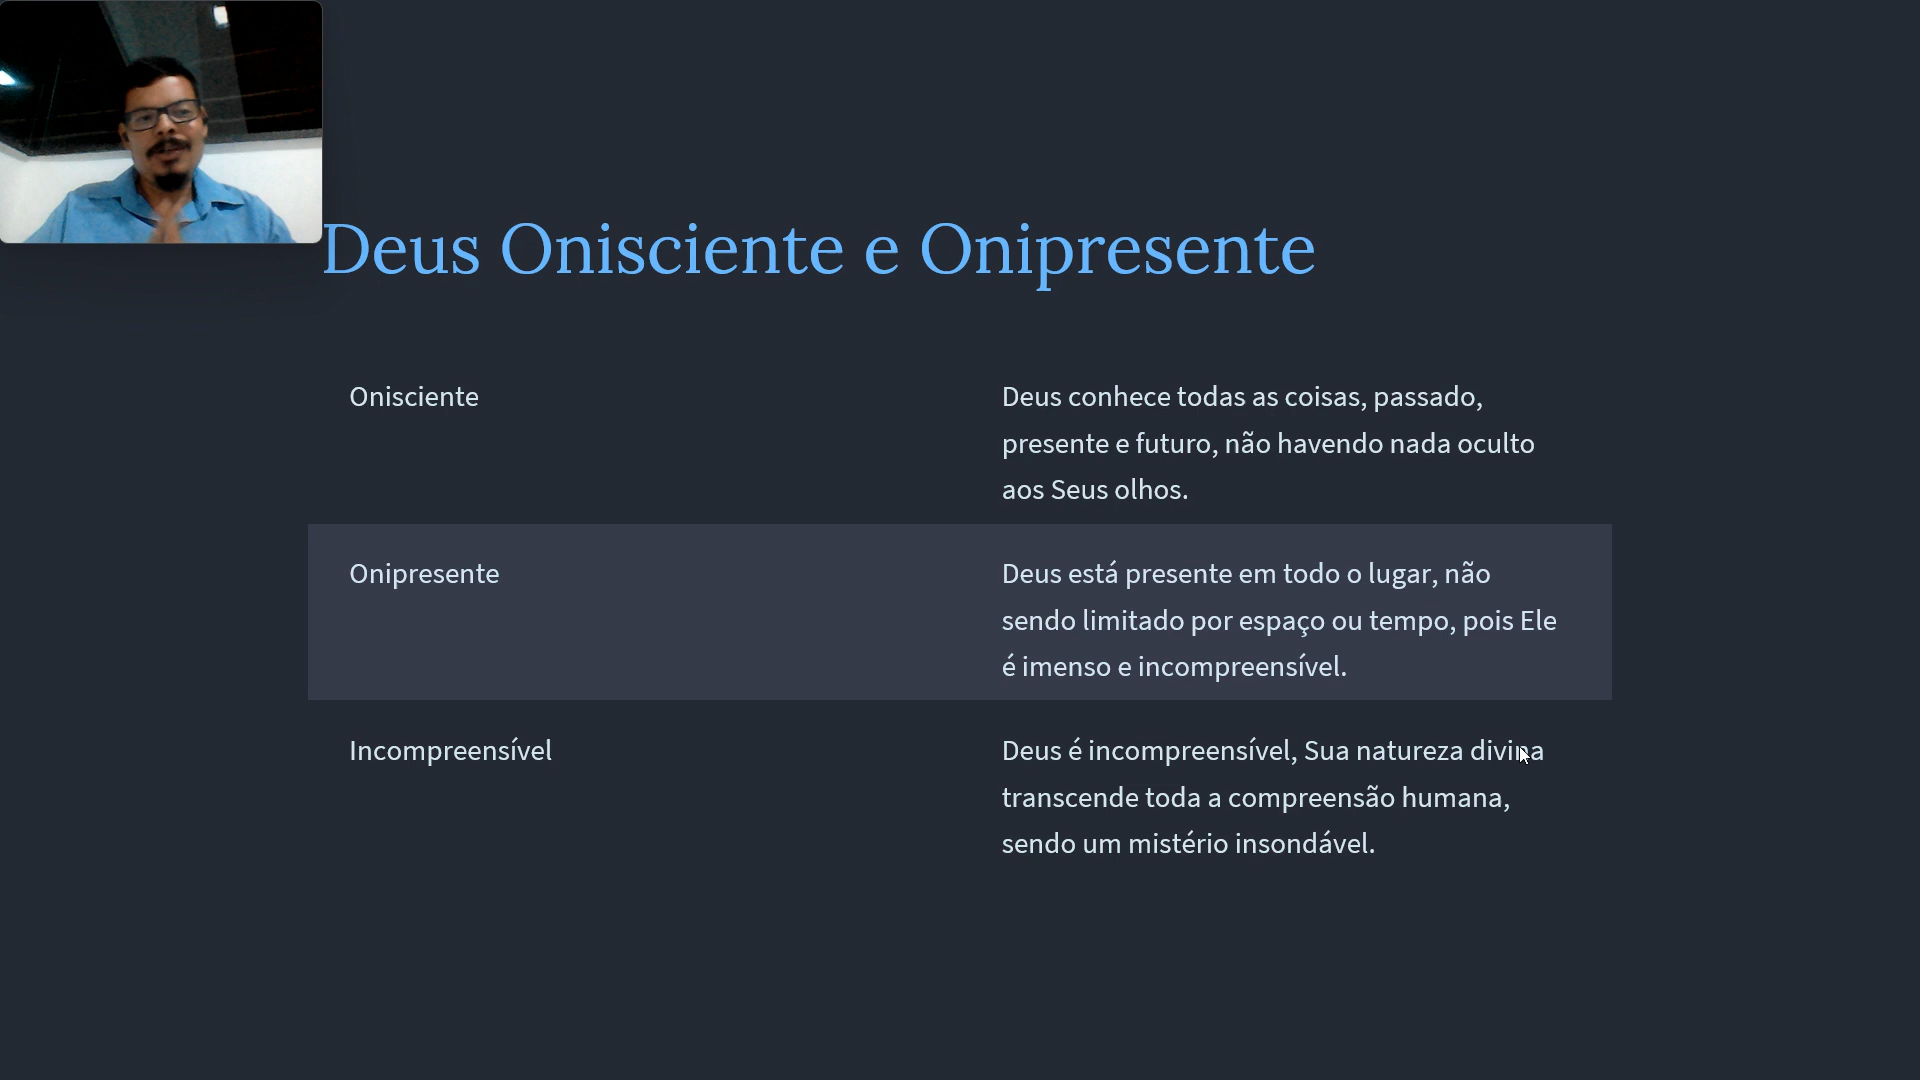 Deus Onisciente e Onipresente
Onisciente
Deus conhece todas as coisas, passado,
presente e futuro, não havendo nada oculto
aos Seus olhos.
Onipresente
Deus está presente em todo o lugar, não
sendo limitado por espaço ou tempo, pois Ele
é imenso e incompreensível.
Incompreensível
Deus é incompreensível, Sua natureza divina
transcende toda a compreensão humana,
sendo um mistério insondável.